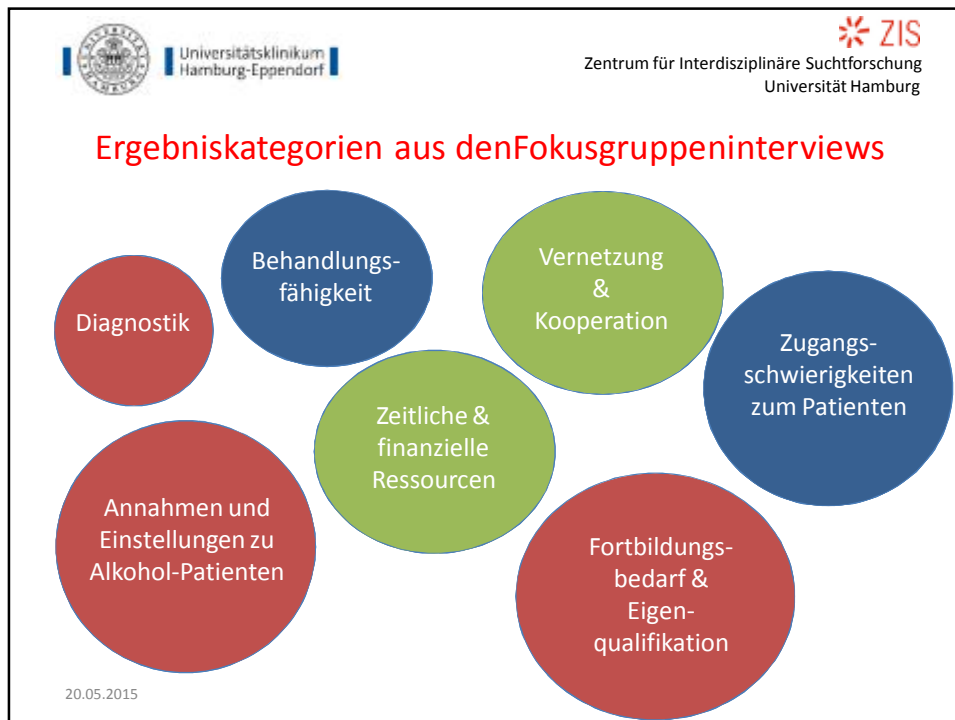 Universitätsklinikum
Hamburg-Eppendorf
ZIS
Zentrum für Interdisziplinäre Suchtforschung
Universität Hamburg
Ergebniskategorien aus denFokusgruppeninterviews
Diagnostik
Behandlungs-
fähigkeit
Vernetzung
&
Kooperation
Zugangs-
schwierigkeiten
zum Patienten
Zeitliche &
finanzielle
Ressourcen
Annahmen und
Einstellungen zu
Alkohol-Patienten
Fortbildungs-
bedarf &
Eigen-
qualifikation
20.05.2015